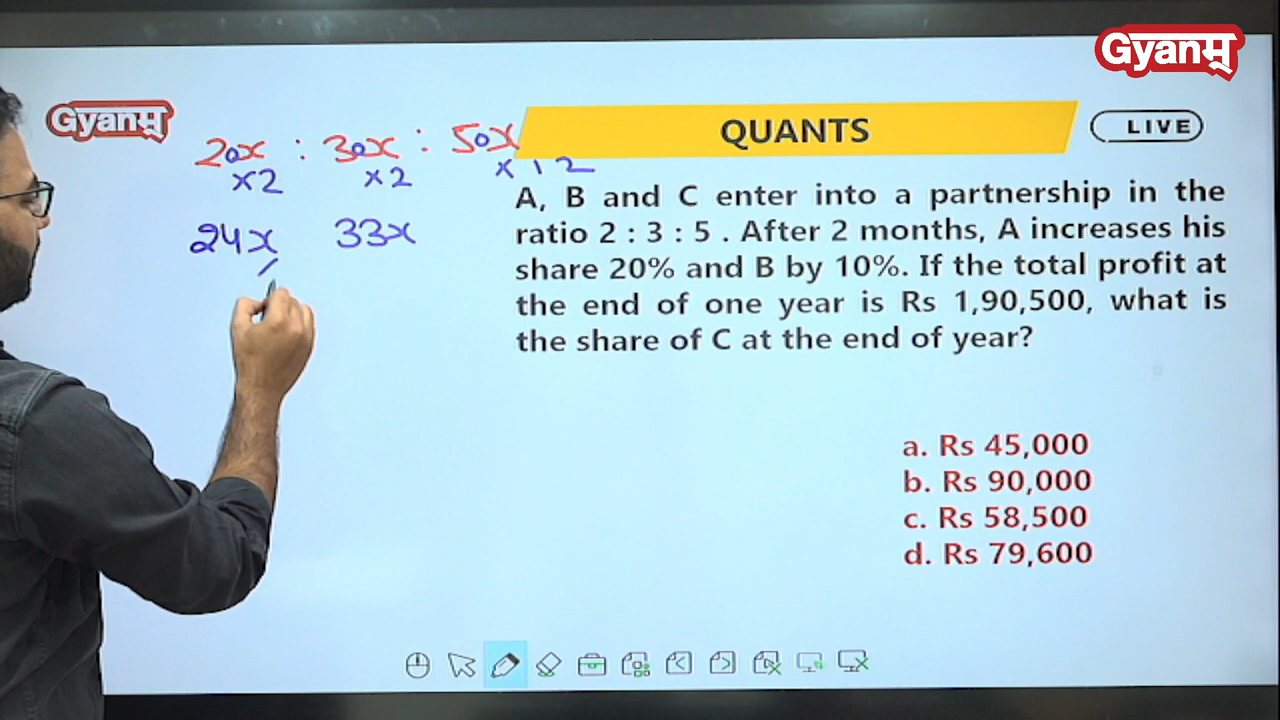 Gyanम्
Gyanम्
QUANTS
LIVE
20x : 30x : 50x
×2 ×2 ×12
24x 33x
A, B and C enter into a partnership in the
ratio 2 : 3 : 5 . After 2 months, A increases his
share 20% and B by 10%. If the total profit at
the end of one year is Rs 1,90,500, what is
the share of C at the end of year?
a. Rs 45,000
b. Rs 90,000
c. Rs 58,500
d. Rs 79,600